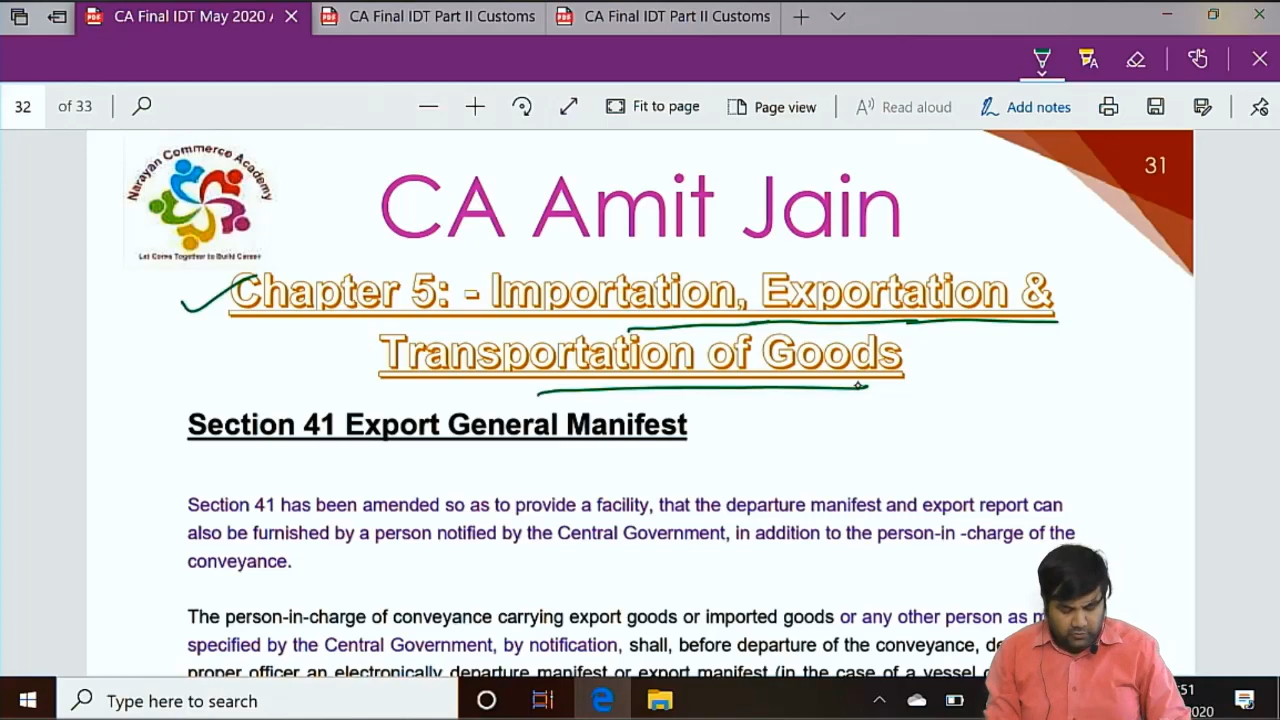 CA Final IDT May 2020
CA Final IDT Part II Customs
CA Final IDT Part II Customs
32 of 33
Fit to page
Page view
Read aloud
Add notes
31
Narayan Commerce Academy
Let Come Together to Build Career
CA Amit Jain
Chapter 5: - Importation, Exportation &
Transportation of Goods
Section 41 Export General Manifest
Section 41 has been amended so as to provide a facility, that the departure manifest and export report can
also be furnished by a person notified by the Central Government, in addition to the person-in -charge of the
conveyance.
The person-in-charge of conveyance carrying export goods or imported goods or any other person as
specified by the Central Government, by notification, shall, before departure of the conveyance,
proper officer an electronically departure manifest or export manifest (in the case of a vessel
Type here to search